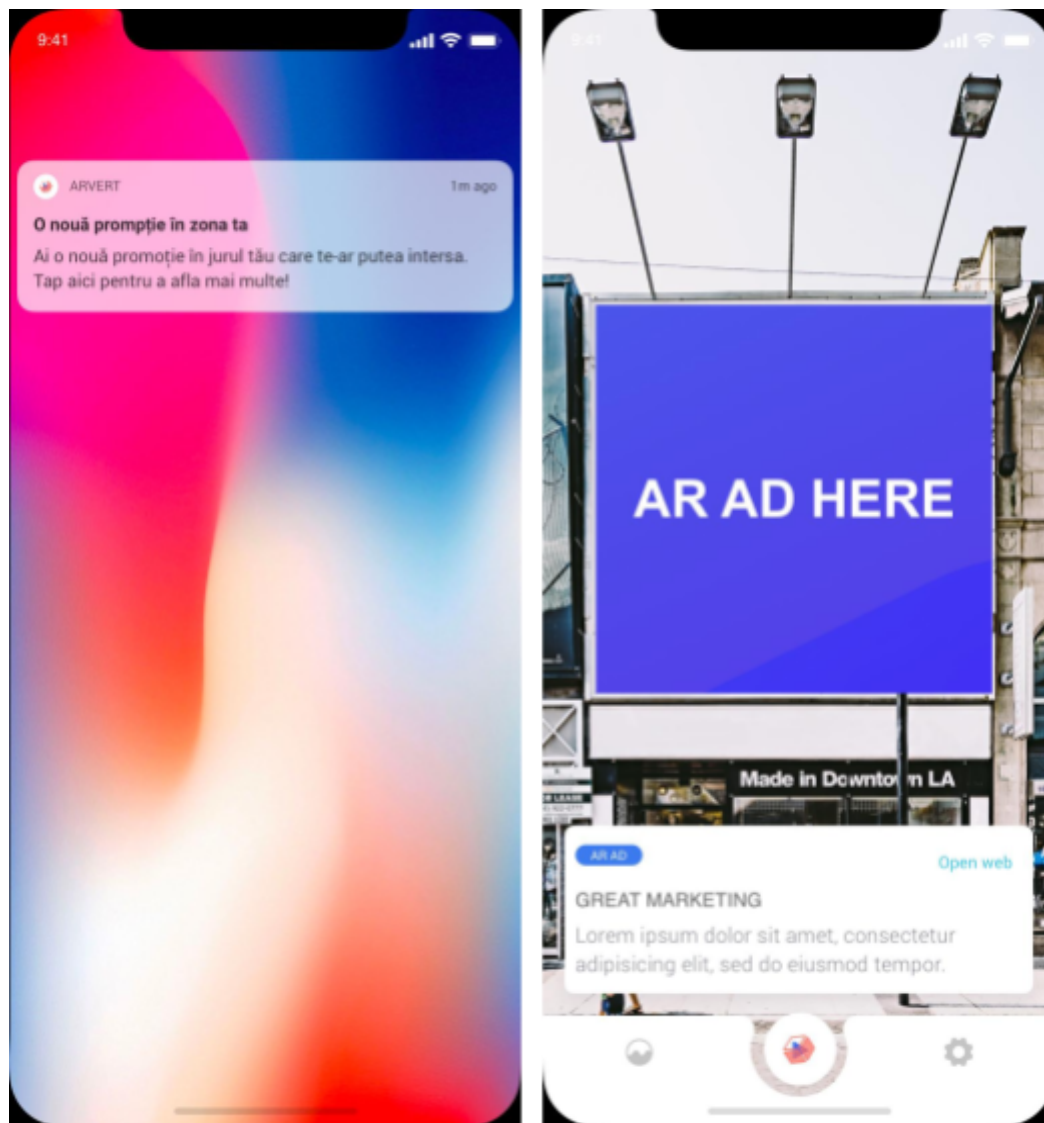 9:41
ARVERT
1m ago
O nouă prompție în zona ta
Ai o nouă promoție în jurul tău care te-ar putea intersa.
Tap aici pentru a afla mai multe!
9:41
AR AD HERE
Made in Downtown LA
AR AD
Open web
GREAT MARKETING
Lorem ipsum dolor sit amet, consectetur
adipisicing elit, sed do eiusmod tempor.